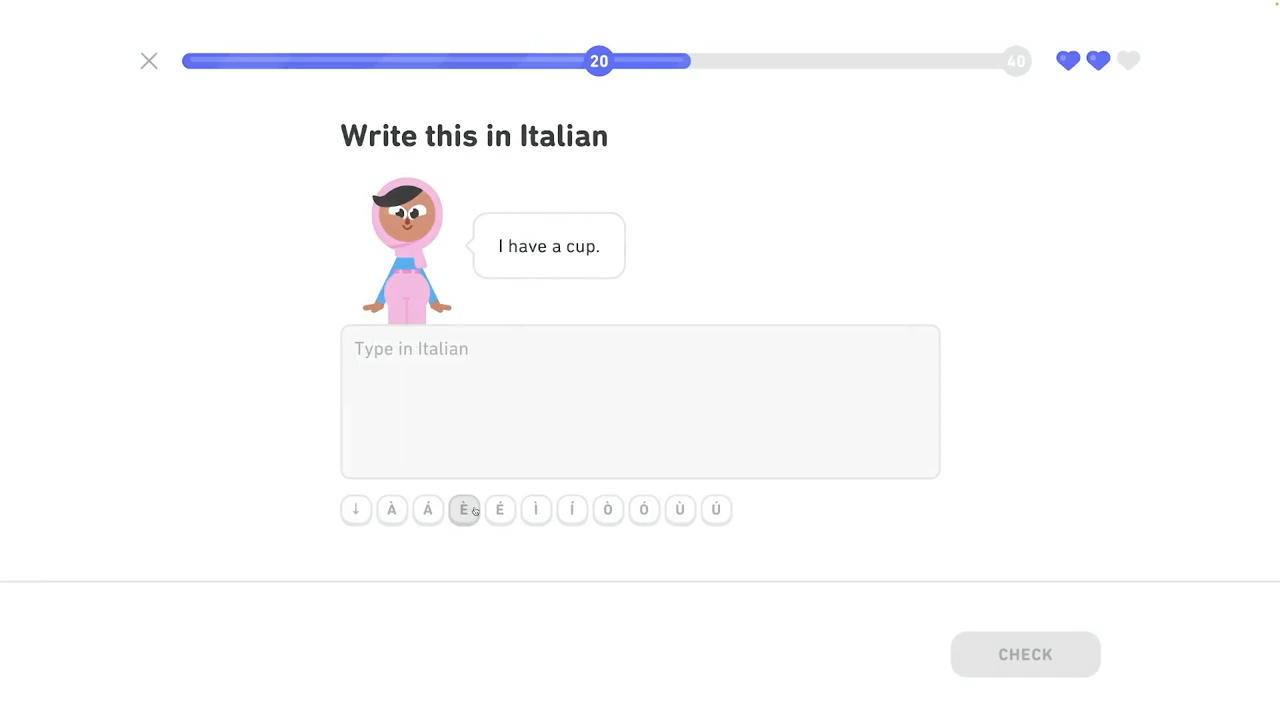 20
40
Write this in Italian
I have a cup.
Type in Italian
↓ À Á È É Ì Í Ò Ó Ù Ú
CHECK